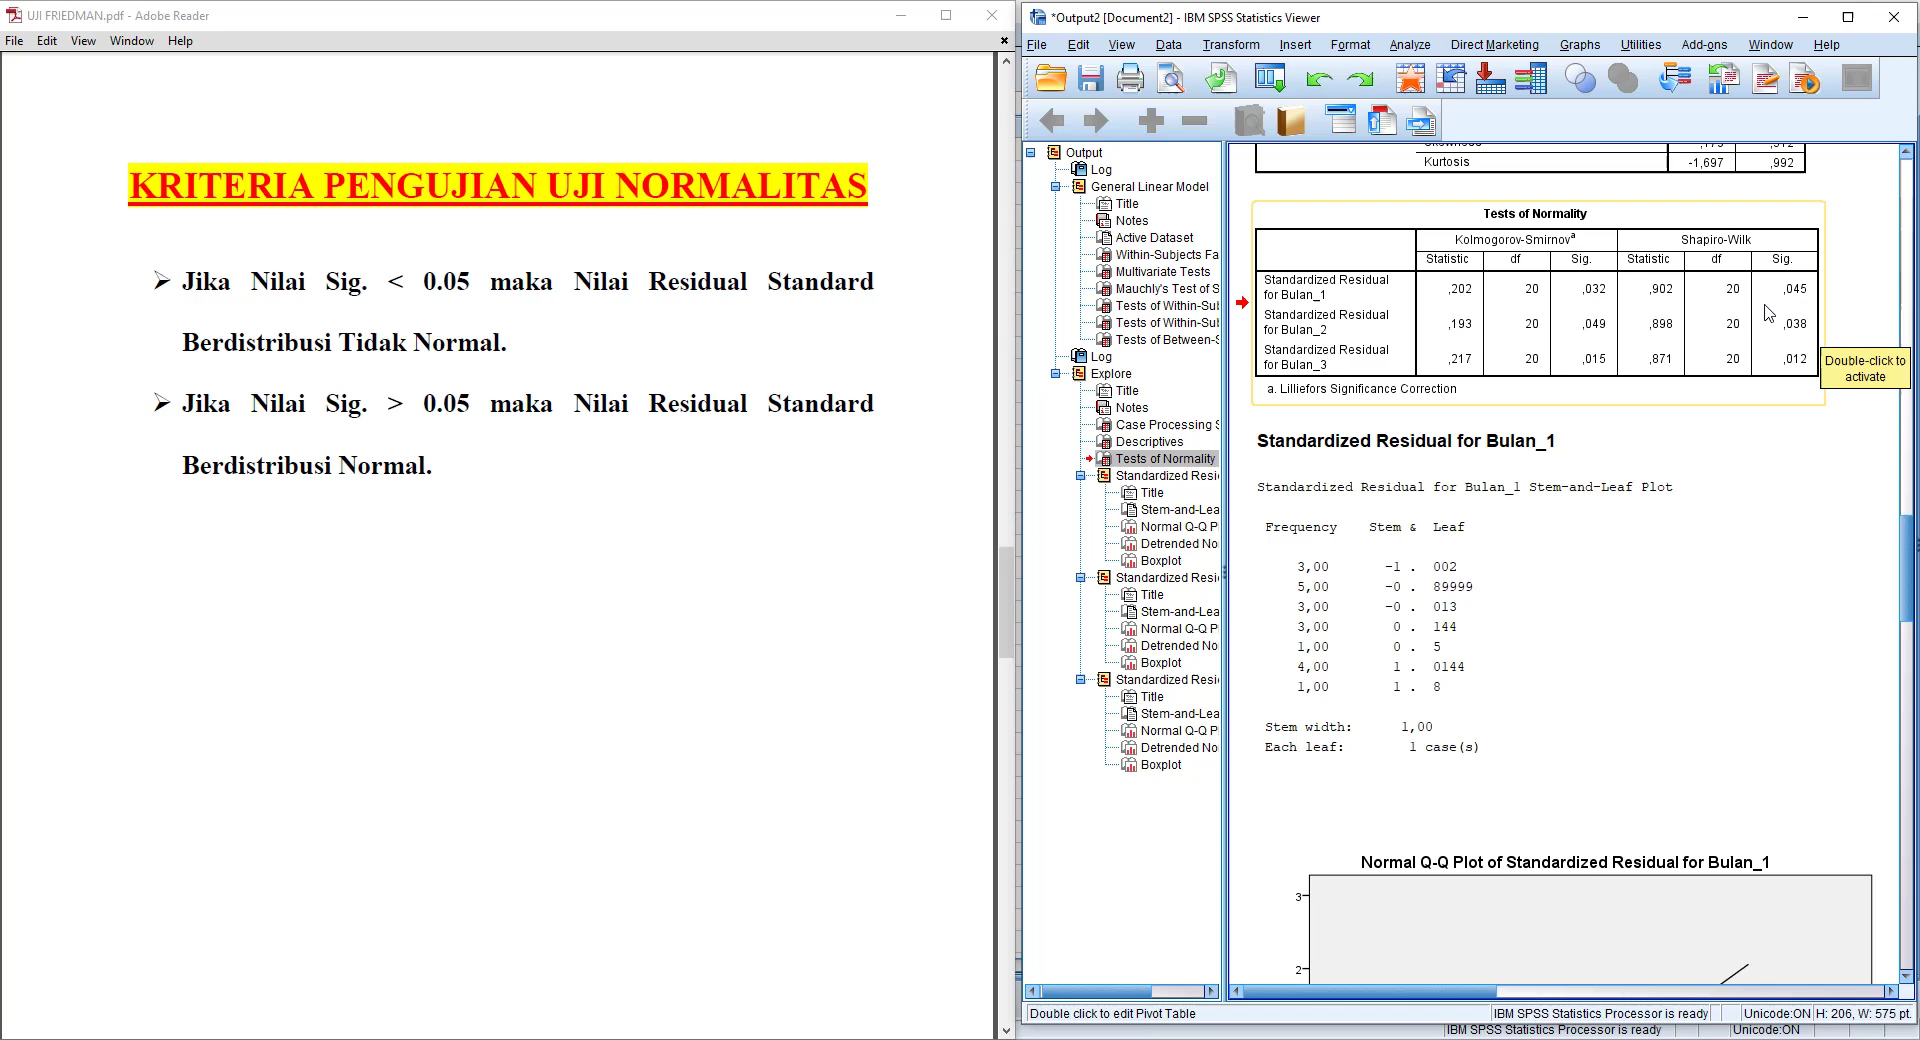 UJI FRIEDMAN.pdf - Adobe Reader
File Edit View Window Help
KRITERIA PENGUJIAN UJI NORMALITAS
➢ Jika Nilai Sig. < 0.05 maka Nilai Residual Standard
Berdistribusi Tidak Normal.
➢ Jika Nilai Sig. > 0.05 maka Nilai Residual Standard
Berdistribusi Normal.
*Output2 [Document2] - IBM SPSS Statistics Viewer
File Edit View Data Transform Insert Format Analyze Direct Marketing Graphs Utilities Add-ons Window Help
Output
Log
General Linear Model
Title
Notes
Active Dataset
Within-Subjects Fa
Multivariate Tests
Mauchly's Test of S
Tests of Within-Sub
Tests of Within-Sub
Tests of Between-S
Log
Explore
Title
Notes
Case Processing S
Descriptives
Tests of Normality
Standardized Resi
Title
Stem-and-Lea
Normal Q-Q P
Detrended No
Boxplot
Standardized Resi
Title
Stem-and-Lea
Normal Q-Q P
Detrended No
Boxplot
Standardized Resi
Title
Stem-and-Lea
Normal Q-Q P
Detrended No
Boxplot
Kurtosis -1,697 ,992
Tests of Normality
Kolmogorov-Smirnov^a Shapiro-Wilk
Statistic df Sig. Statistic df Sig.
Standardized Residual
for Bulan_1 ,202 20 ,032 ,902 20 ,045
Standardized Residual
for Bulan_2 ,193 20 ,049 ,898 20 ,038
Standardized Residual
for Bulan_3 ,217 20 ,015 ,871 20 ,012
a. Lilliefors Significance Correction
Double-click to
activate
Standardized Residual for Bulan_1
Standardized Residual for Bulan_1 Stem-and-Leaf Plot
Frequency Stem & Leaf
3,00 -1 . 002
5,00 -0 . 89999
3,00 -0 . 013
3,00 0 . 144
1,00 0 . 5
4,00 1 . 0144
1,00 1 . 8
Stem width: 1,00
Each leaf: 1 case(s)
Normal Q-Q Plot of Standardized Residual for Bulan_1
3
2
Double click to edit Pivot Table IBM SPSS Statistics Processor is ready Unicode:ON H: 206, W: 575 pt.
IBM SPSS Statistics Processor is ready Unicode:ON